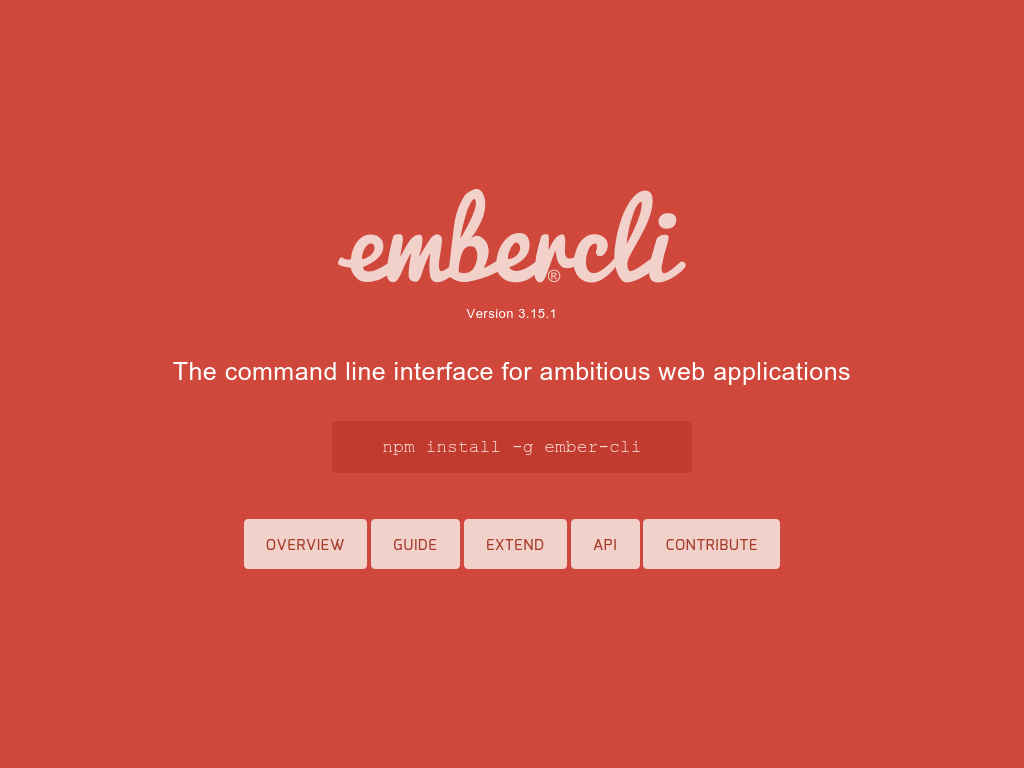 embercli®
Version 3.15.1
The command line interface for ambitious web applications
npm install -g ember-cli
OVERVIEW GUIDE EXTEND API CONTRIBUTE